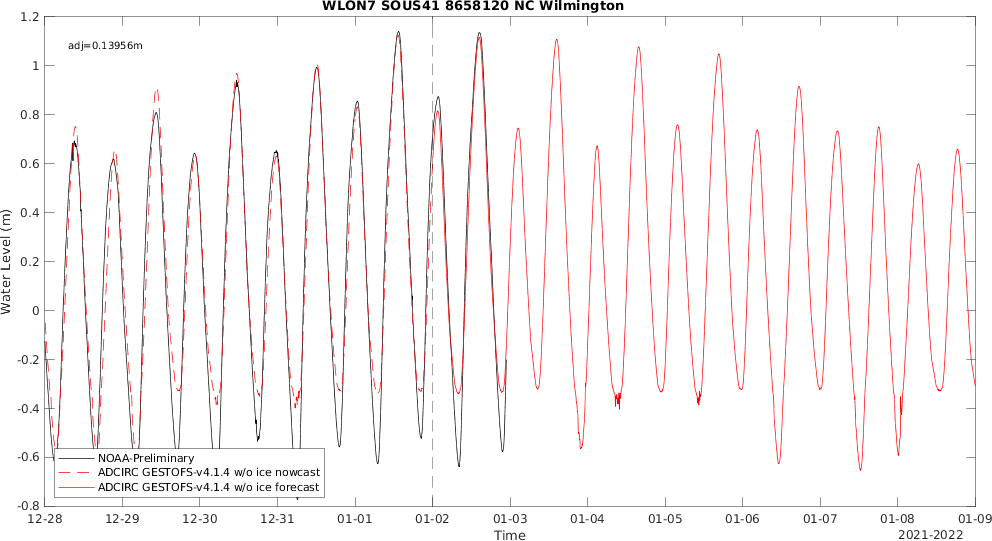 WLON7 SOUS41 8658120 NC Wilmington
adj=0.13956m
Water Level (m)
1.2
1
0.8
0.6
0.4
0.2
0
-0.2
-0.4
-0.6
-0.8
NOAA-Preliminary
ADCIRC GESTOFS-v4.1.4 w/o ice nowcast
ADCIRC GESTOFS-v4.1.4 w/o ice forecast
12-28 12-29 12-30 12-31 01-01 01-02 01-03 01-04 01-05 01-06 01-07 01-08 01-09
Time
2021-2022